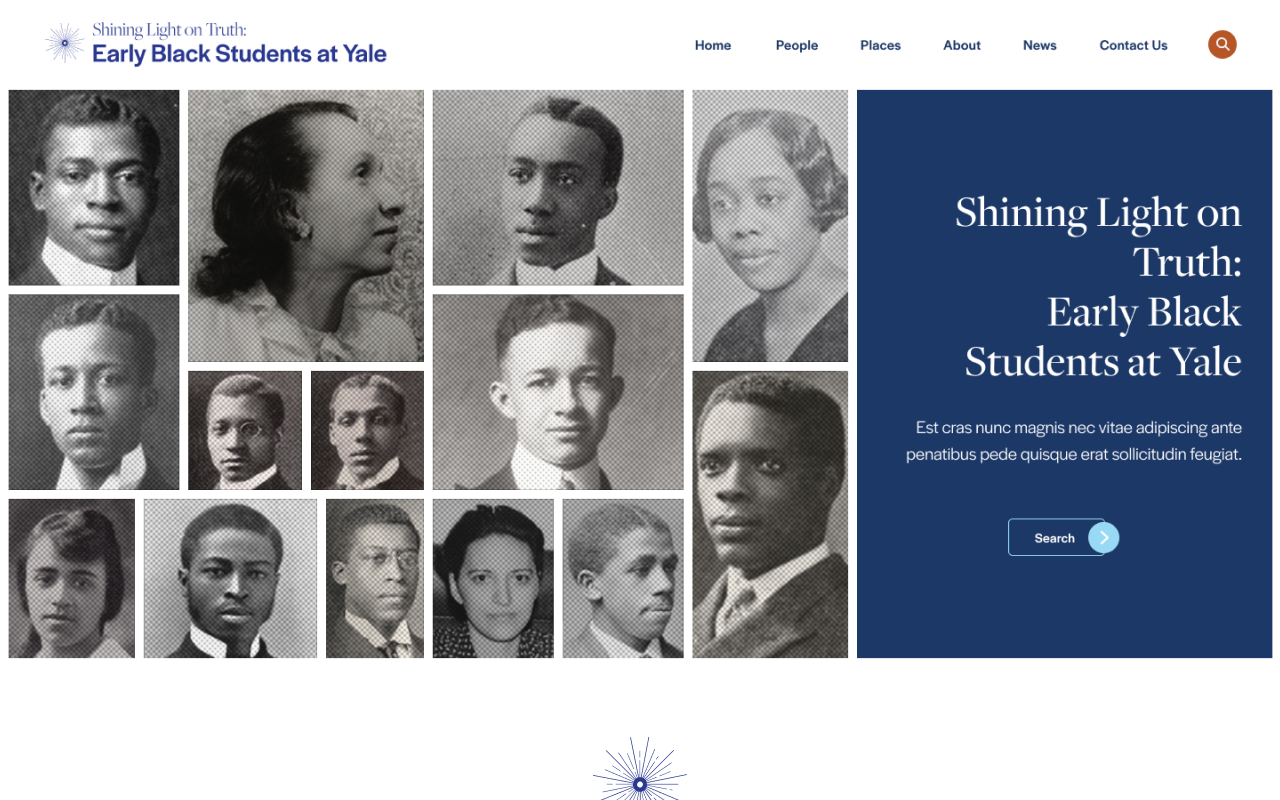 Shining Light on Truth:
Early Black Students at Yale
Home
People
Places
About
News
Contact Us
Shining Light on
Truth:
Early Black
Students at Yale
Est cras nunc magnis nec vitae adipiscing ante
penatibus pede quisque erat sollicitudin feugiat.
Search